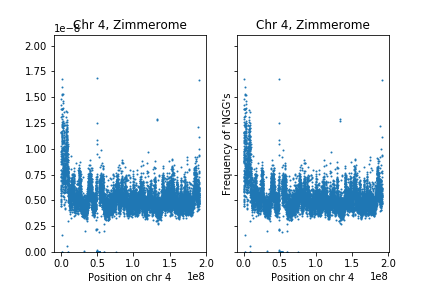 Chr 4, Zimmerome
1e−8
2.00
1.75
1.50
1.25
1.00
0.75
0.50
0.25
0.00
0.0 0.5 1.0 1.5 2.0
Position on chr 4
1e8
Chr 4, Zimmerome
Frequency of NGG's
0.0 0.5 1.0 1.5 2.0
Position on chr 4
1e8